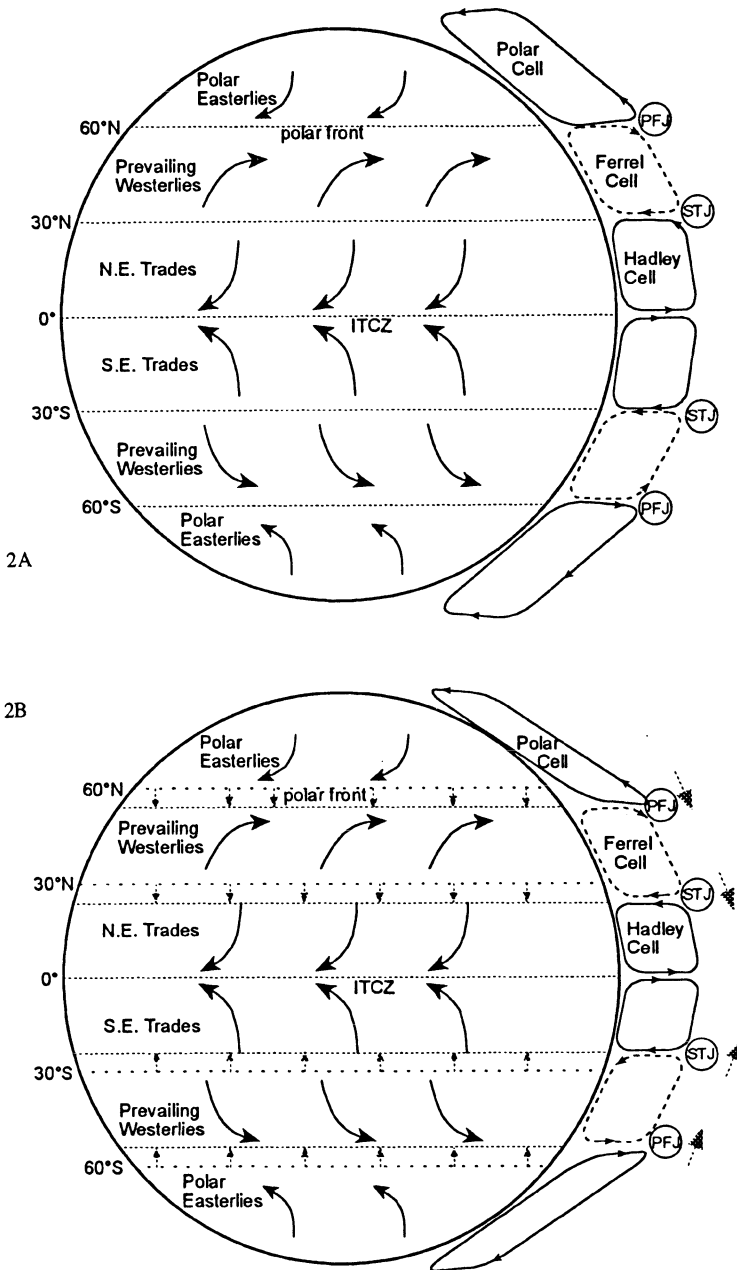 Polar
Cell
Polar
Easterlies
PFJ
60°N
polar front
Prevailing
Westerlies
Ferrel
Cell
STJ
30°N
N.E. Trades
Hadley
Cell
0°
ITCZ
S.E. Trades
30°S
STJ
Prevailing
Westerlies
60°S
PFJ
Polar
Easterlies
2A
2B
Polar
Easterlies
Polar
Cell
60°N
polar front
PFJ
Prevailing
Westerlies
Ferrel
Cell
30°N
STJ
N.E. Trades
Hadley
Cell
0°
ITCZ
S.E. Trades
STJ
30°S
Prevailing
Westerlies
PFJ
60°S
Polar
Easterlies